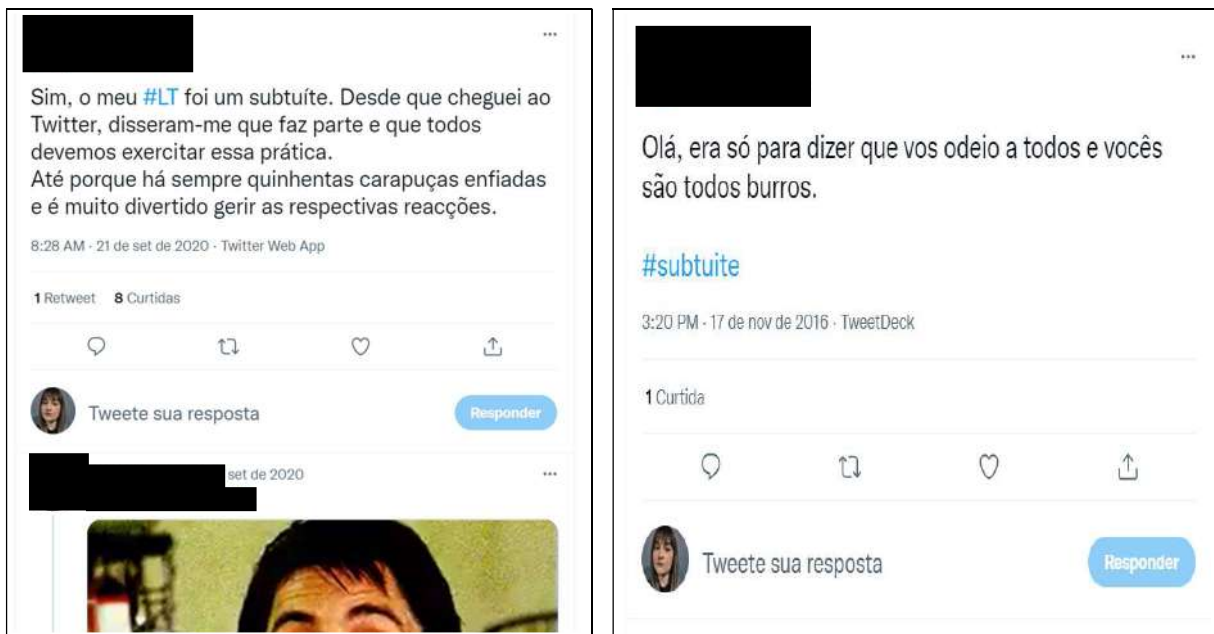 Sim, o meu #LT foi um subtuíte. Desde que cheguei ao
Twitter, disseram-me que faz parte e que todos
devemos exercitar essa prática.
Até porque há sempre quinhentas carapuças enfiadas
e é muito divertido gerir as respectivas reacções.
8:28 AM · 21 de set de 2020 · Twitter Web App
1 Retweet 8 Curtidas
Tweete sua resposta
Responder
set de 2020
Olá, era só para dizer que vos odeio a todos e vocês
são todos burros.
#subtuite
3:20 PM · 17 de nov de 2016 · TweetDeck
1 Curtida
Tweete sua resposta
Responder